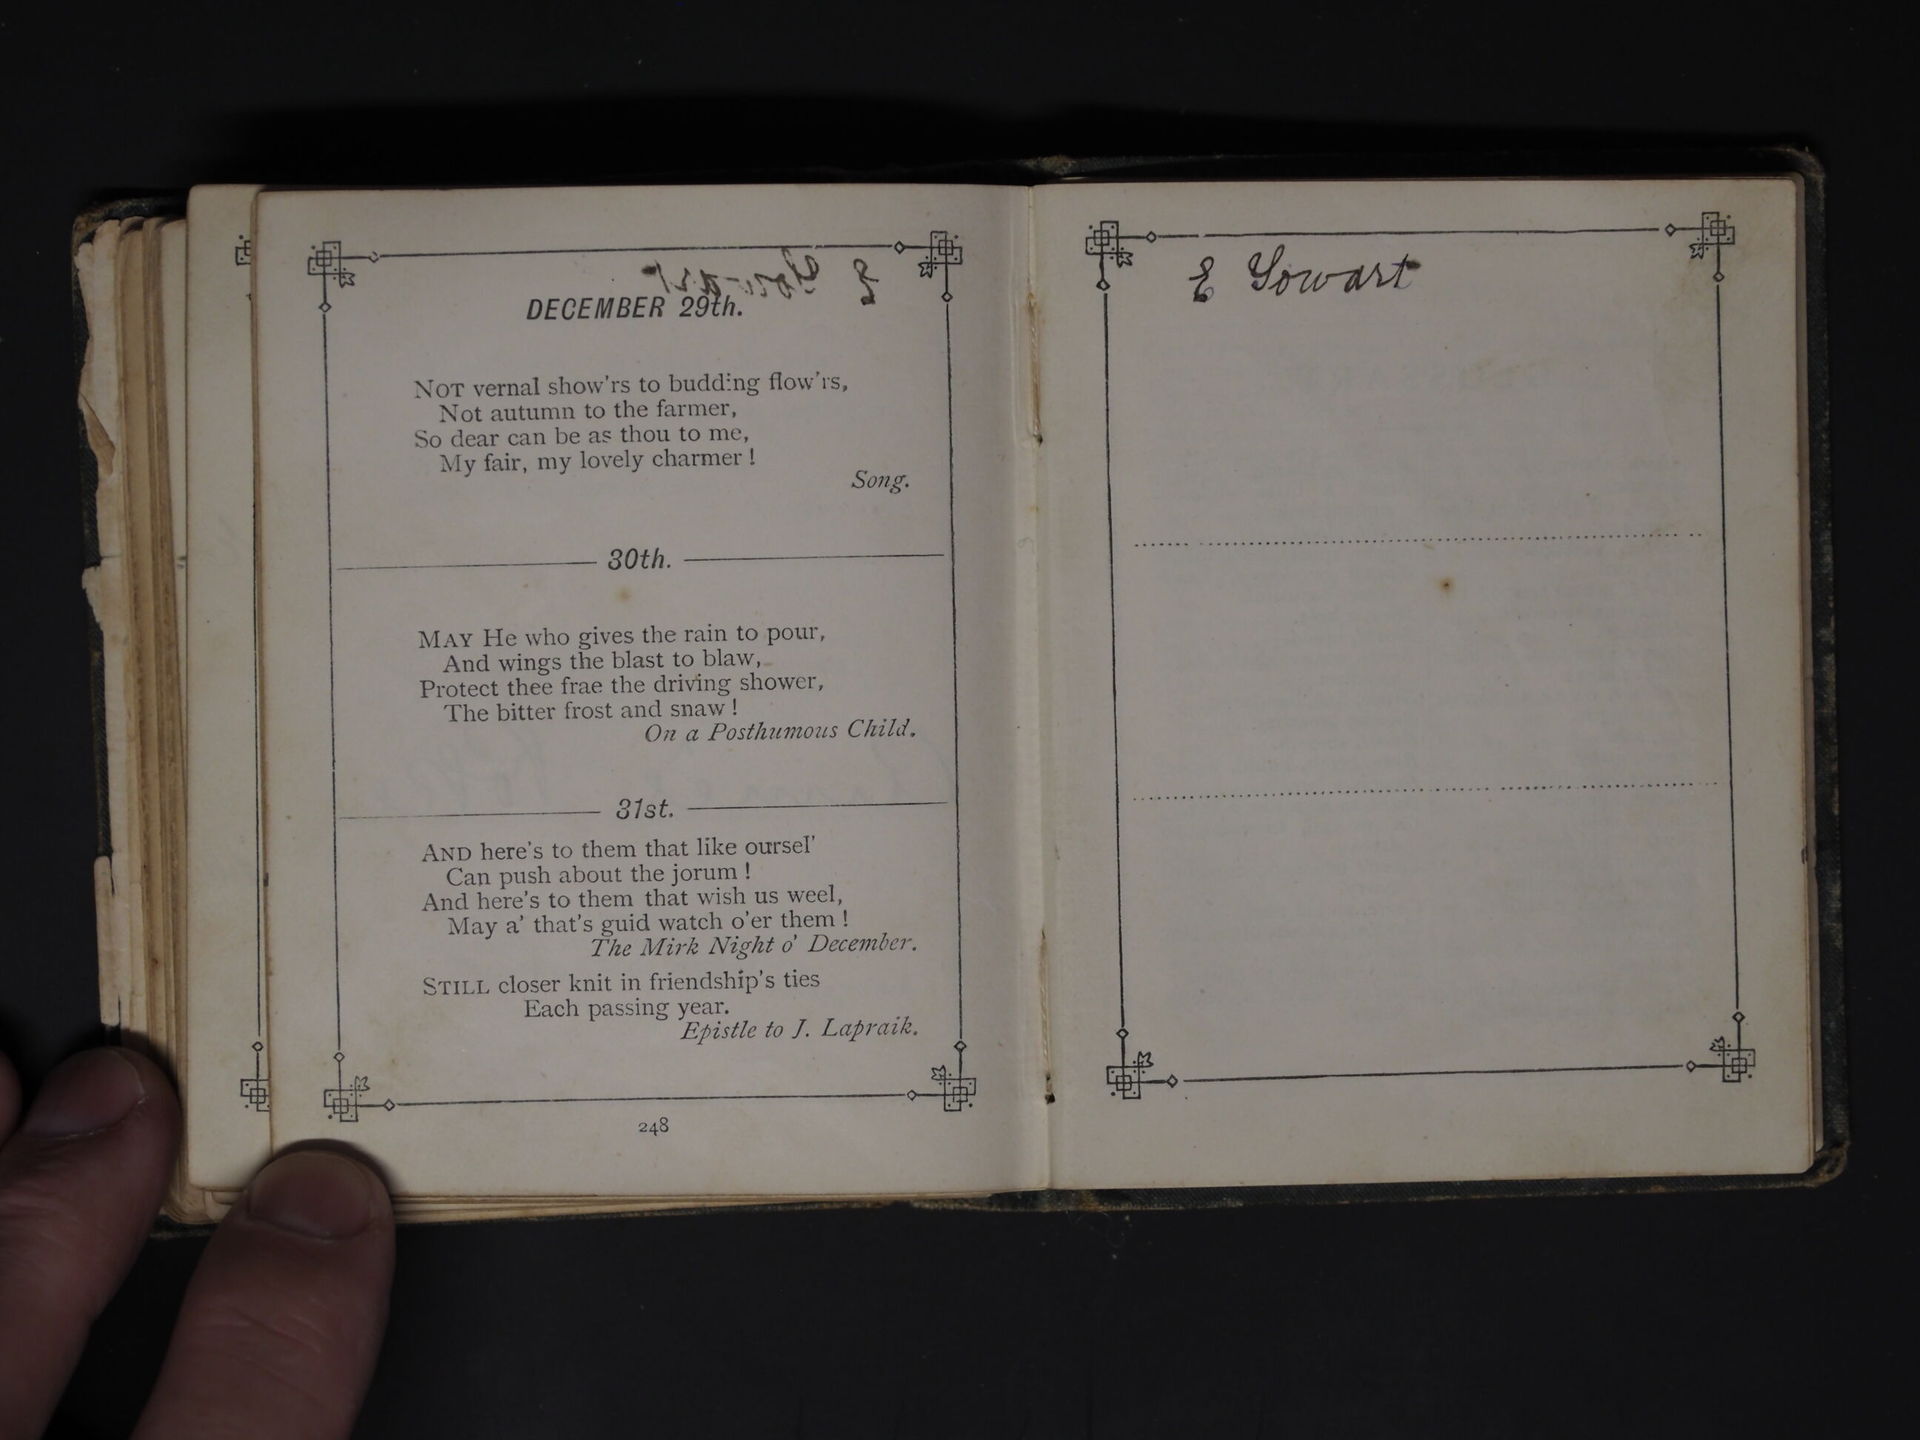 DECEMBER 29th.
NOT vernal show'rs to budding flow'rs,
Not autumn to the farmer,
So dear can be as thou to me,
My fair, my lovely charmer !
Song.
30th.
MAY He who gives the rain to pour,
And wings the blast to blaw,
Protect thee frae the driving shower,
The bitter frost and snaw !
On a Posthumous Child.
31st.
AND here's to them that like oursel'
Can push about the jorum !
And here's to them that wish us weel,
May a' that's guid watch o'er them !
The Mirk Night o' December.
STILL closer knit in friendship's ties
Each passing year.
Epistle to J. Lapraik.
248
E